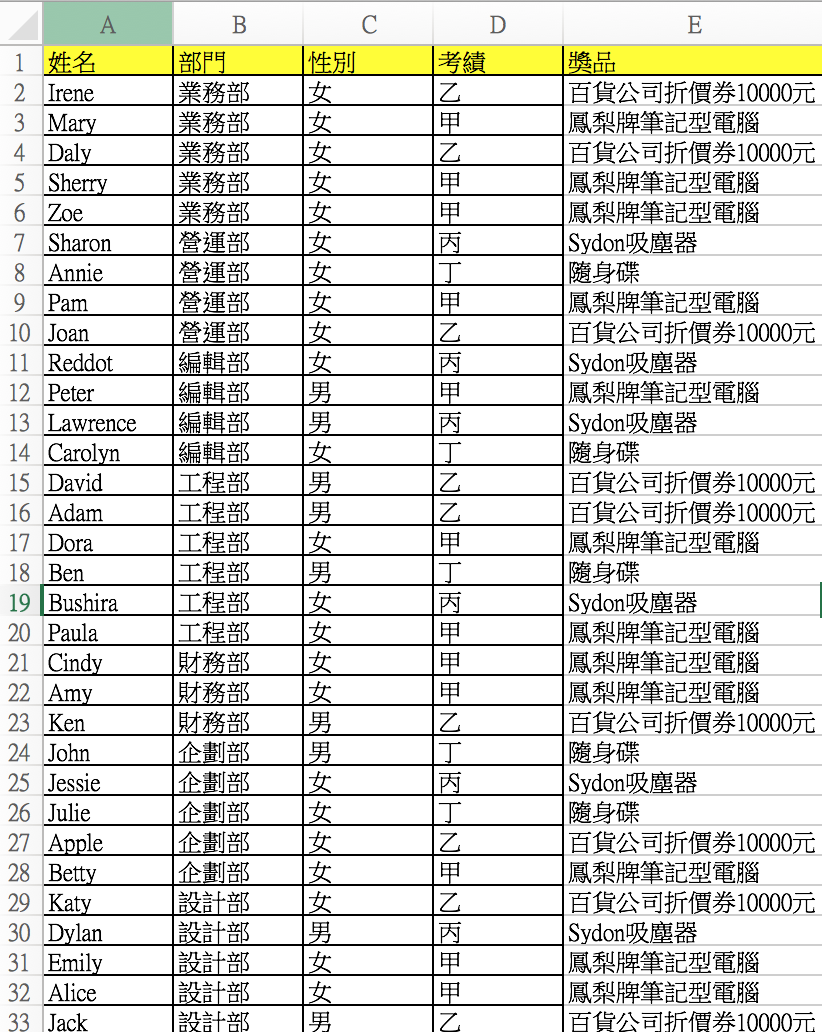 A B C D E
1 姓名 部門 性別 考績 獎品
2 Irene 業務部 女 乙 百貨公司折價券10000元
3 Mary 業務部 女 甲 鳳梨牌筆記型電腦
4 Daly 業務部 女 乙 百貨公司折價券10000元
5 Sherry 業務部 女 甲 鳳梨牌筆記型電腦
6 Zoe 業務部 女 甲 鳳梨牌筆記型電腦
7 Sharon 營運部 女 丙 Sydon吸塵器
8 Annie 營運部 女 丁 隨身碟
9 Pam 營運部 女 甲 鳳梨牌筆記型電腦
10 Joan 營運部 女 乙 百貨公司折價券10000元
11 Reddot 編輯部 女 丙 Sydon吸塵器
12 Peter 編輯部 男 甲 鳳梨牌筆記型電腦
13 Lawrence 編輯部 男 丙 Sydon吸塵器
14 Carolyn 編輯部 女 丁 隨身碟
15 David 工程部 男 乙 百貨公司折價券10000元
16 Adam 工程部 男 乙 百貨公司折價券10000元
17 Dora 工程部 女 甲 鳳梨牌筆記型電腦
18 Ben 工程部 男 丁 隨身碟
19 Bushira 工程部 女 丙 Sydon吸塵器
20 Paula 工程部 女 甲 鳳梨牌筆記型電腦
21 Cindy 財務部 女 甲 鳳梨牌筆記型電腦
22 Amy 財務部 女 甲 鳳梨牌筆記型電腦
23 Ken 財務部 男 乙 百貨公司折價券10000元
24 John 企劃部 男 丁 隨身碟
25 Jessie 企劃部 女 丙 Sydon吸塵器
26 Julie 企劃部 女 丁 隨身碟
27 Apple 企劃部 女 乙 百貨公司折價券10000元
28 Betty 企劃部 女 甲 鳳梨牌筆記型電腦
29 Katy 設計部 女 乙 百貨公司折價券10000元
30 Dylan 設計部 男 丙 Sydon吸塵器
31 Emily 設計部 女 甲 鳳梨牌筆記型電腦
32 Alice 設計部 女 甲 鳳梨牌筆記型電腦
33 Jack 設計部 男 乙 百貨公司折價券10000元